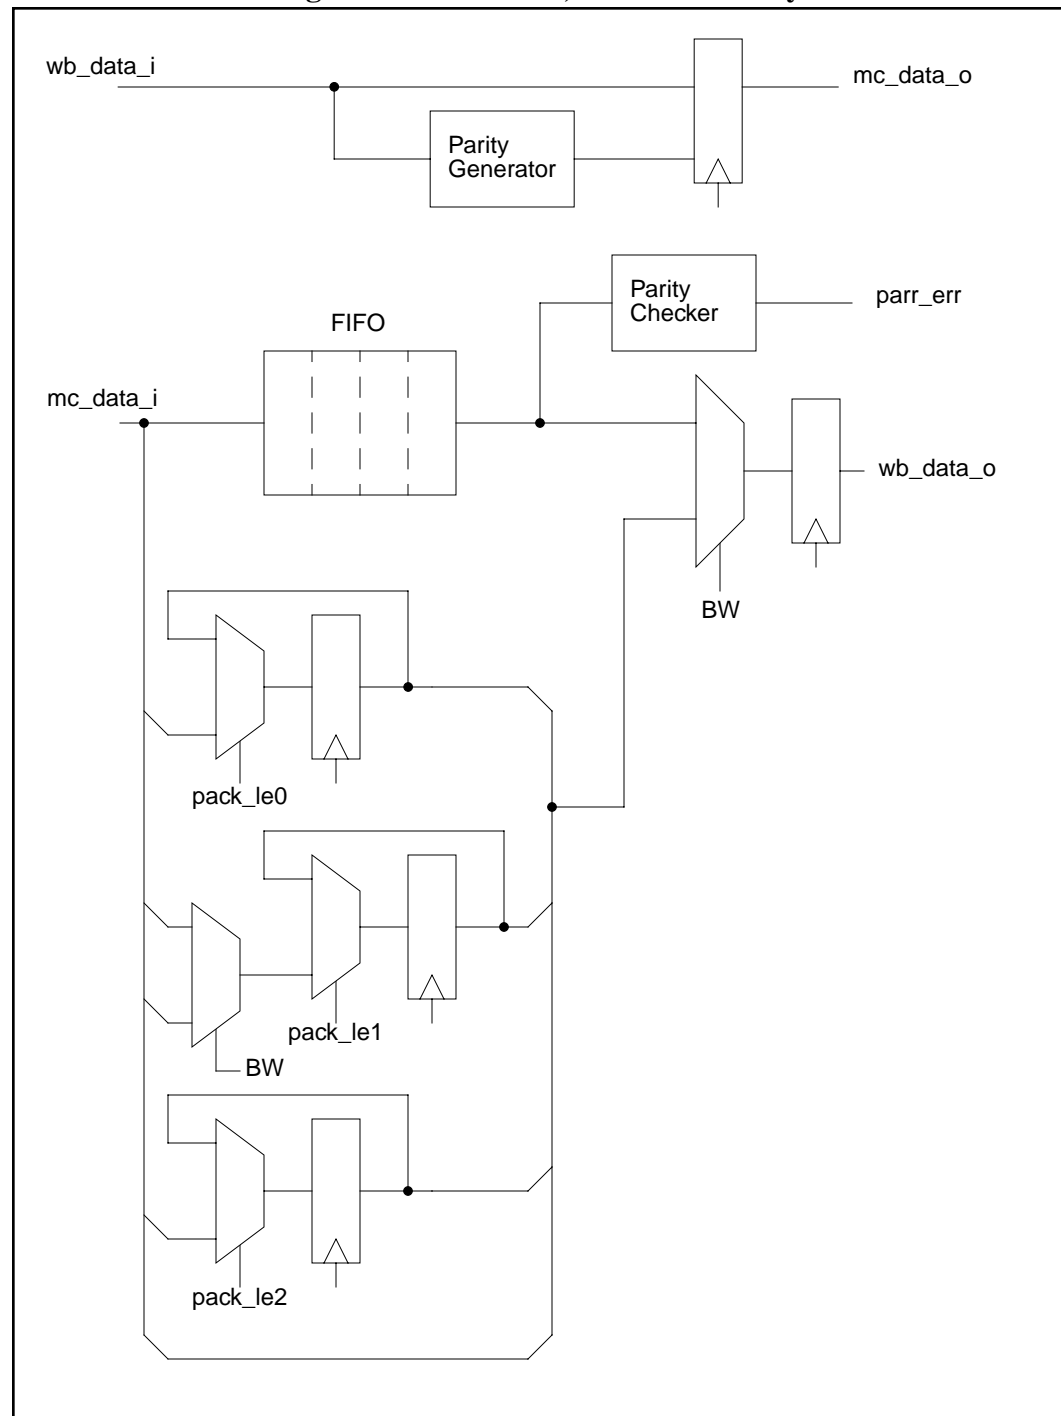 wb_data_i
mc_data_o
Parity
Generator
Parity
Checker
parr_err
FIFO
mc_data_i
wb_data_o
BW
pack_le0
pack_le1
BW
pack_le2